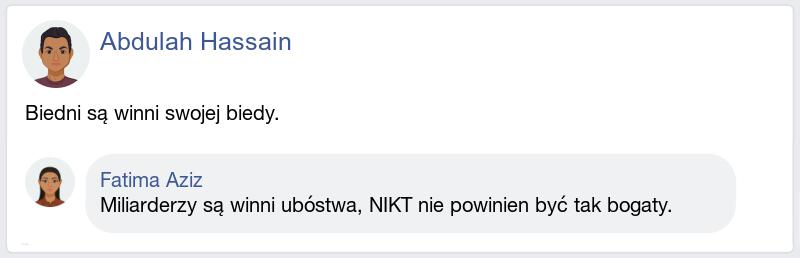 Abdulah Hassain
Biedni są winni swojej biedy.
Fatima Aziz
Miliarderzy są winni ubóstwa, NIKT nie powinien być tak bogaty.